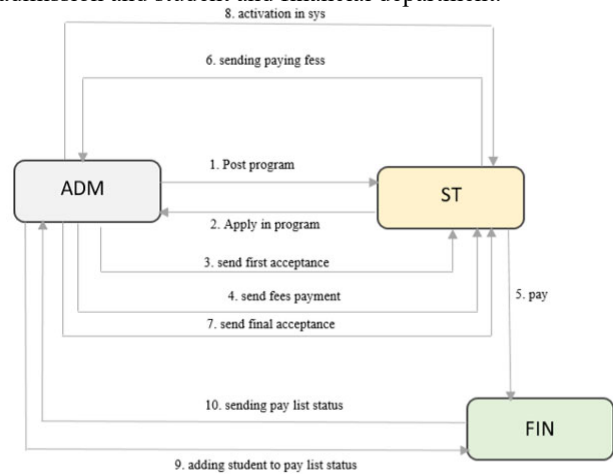 admission and student and financial department.
8. activation in sys
6. sending paying fess
1. Post program
ADM
ST
2. Apply in program
3. send first acceptance
4. send fees payment
5. pay
7. send final acceptance
10. sending pay list status
FIN
9. adding student to pay list status